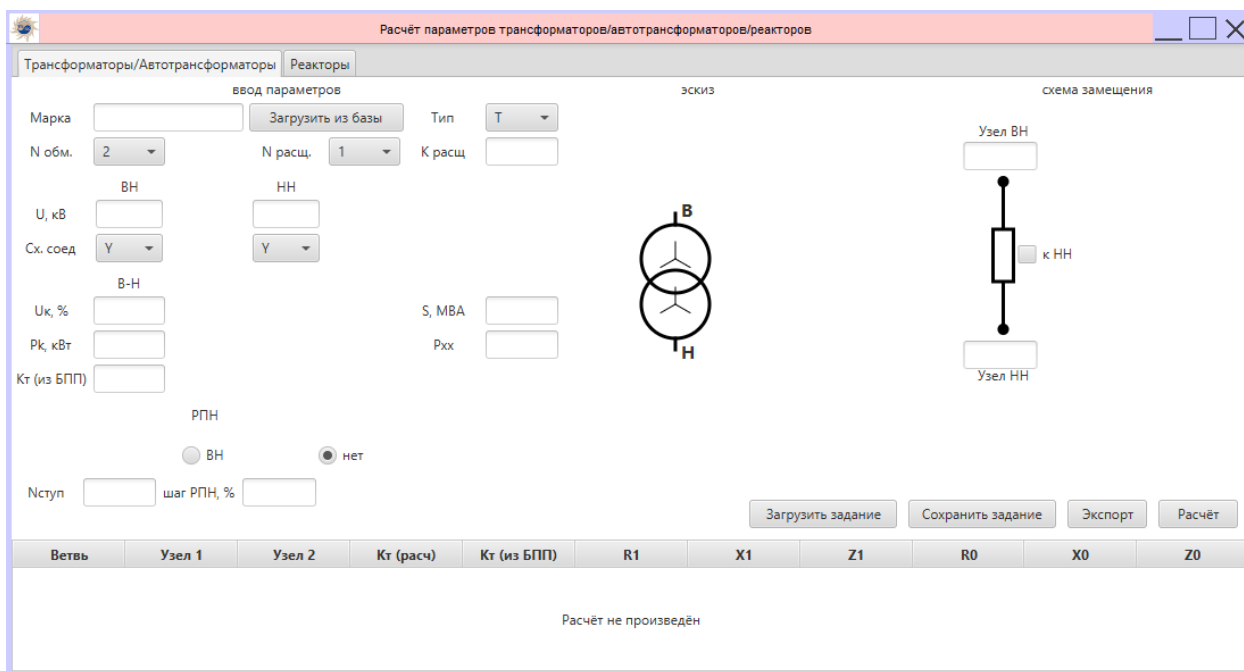 Расчёт параметров трансформаторов/автотрансформаторов/реакторов
Трансформаторы/Автотрансформаторы Реакторы
ввод параметров эскиз схема замещения
Марка Загрузить из базы Тип Т
Узел ВН
N обм. 2 N расщ. 1 К расщ
ВН НН
U, кВ
В
Сх. соед Y Y
к НН
В-Н
Uк, % S, МВА
Pk, кВт Рхх
Н
Кт (из БПП)
Узел НН
РПН
ВН нет
Nступ шаг РПН, %
Загрузить задание Сохранить задание Экспорт Расчёт
Ветвь Узел 1 Узел 2 Кт (расч) Кт (из БПП) R1 X1 Z1 R0 X0 Z0
Расчёт не произведён